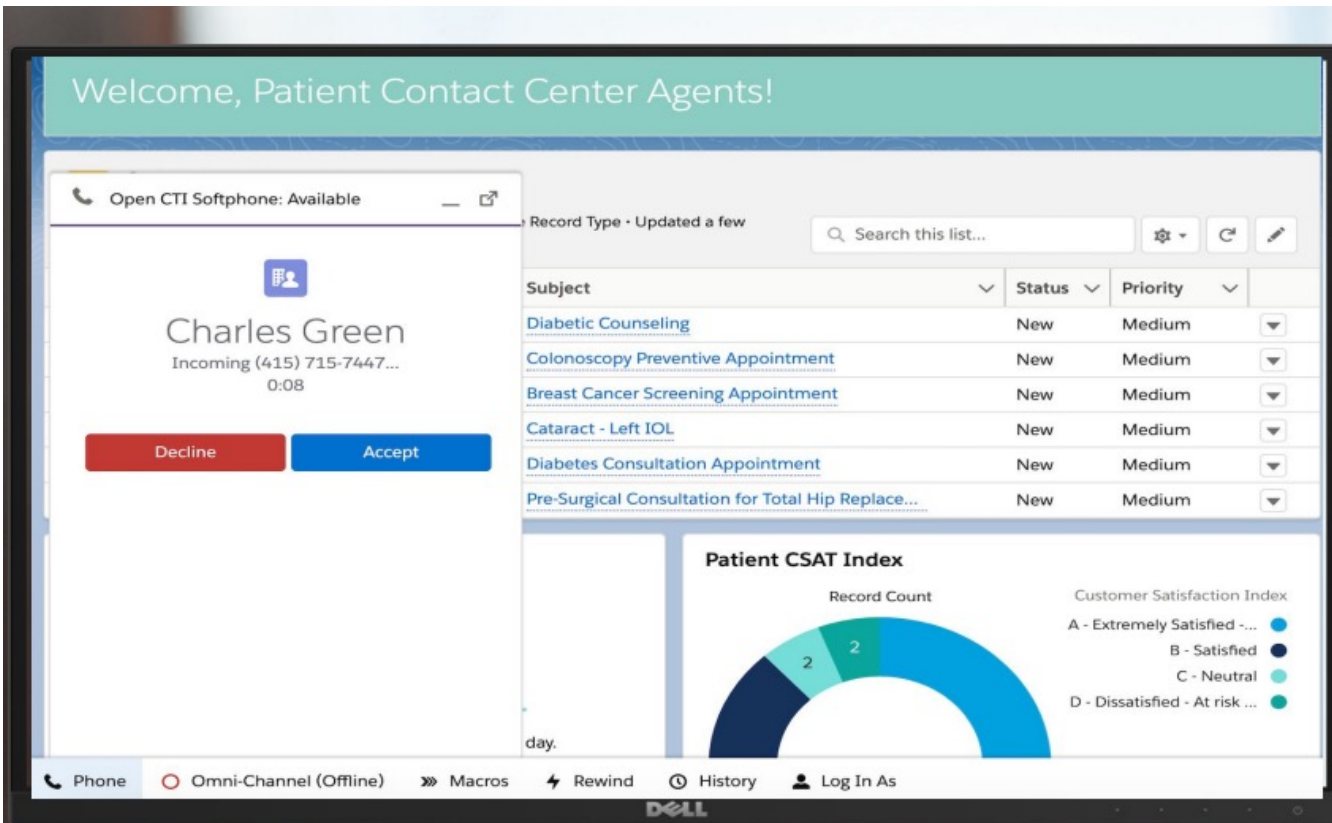 Welcome, Patient Contact Center Agents!
Open CTI Softphone: Available
Record Type • Updated a few
Search this list...
Charles Green
Incoming (415) 715-7447...
0:08
Decline
Accept
Subject
Status
Priority
Diabetic Counseling
New
Medium
Colonoscopy Preventive Appointment
New
Medium
Breast Cancer Screening Appointment
New
Medium
Cataract - Left IOL
New
Medium
Diabetes Consultation Appointment
New
Medium
Pre-Surgical Consultation for Total Hip Replace...
New
Medium
day.
Patient CSAT Index
Record Count
2
2
Customer Satisfaction Index
A - Extremely Satisfied -...
B - Satisfied
C - Neutral
D - Dissatisfied - At risk ...
Phone
Omni-Channel (Offline)
Macros
Rewind
History
Log In As
DELL